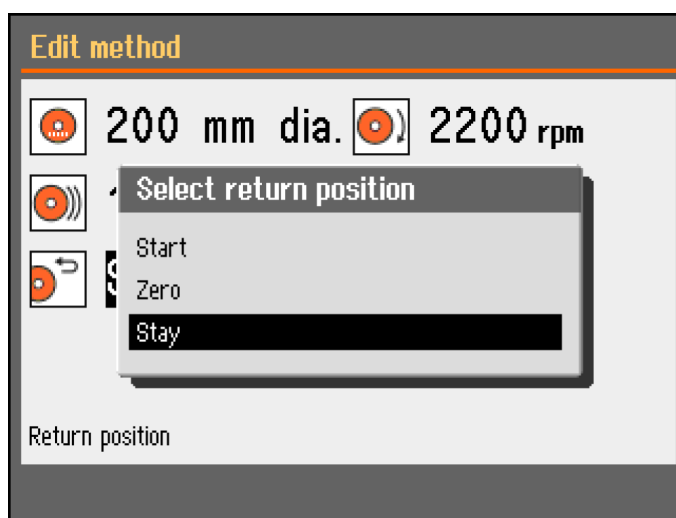 Edit method
200 mm dia. 2200 rpm
Select return position
Start
Zero
Stay
Return position